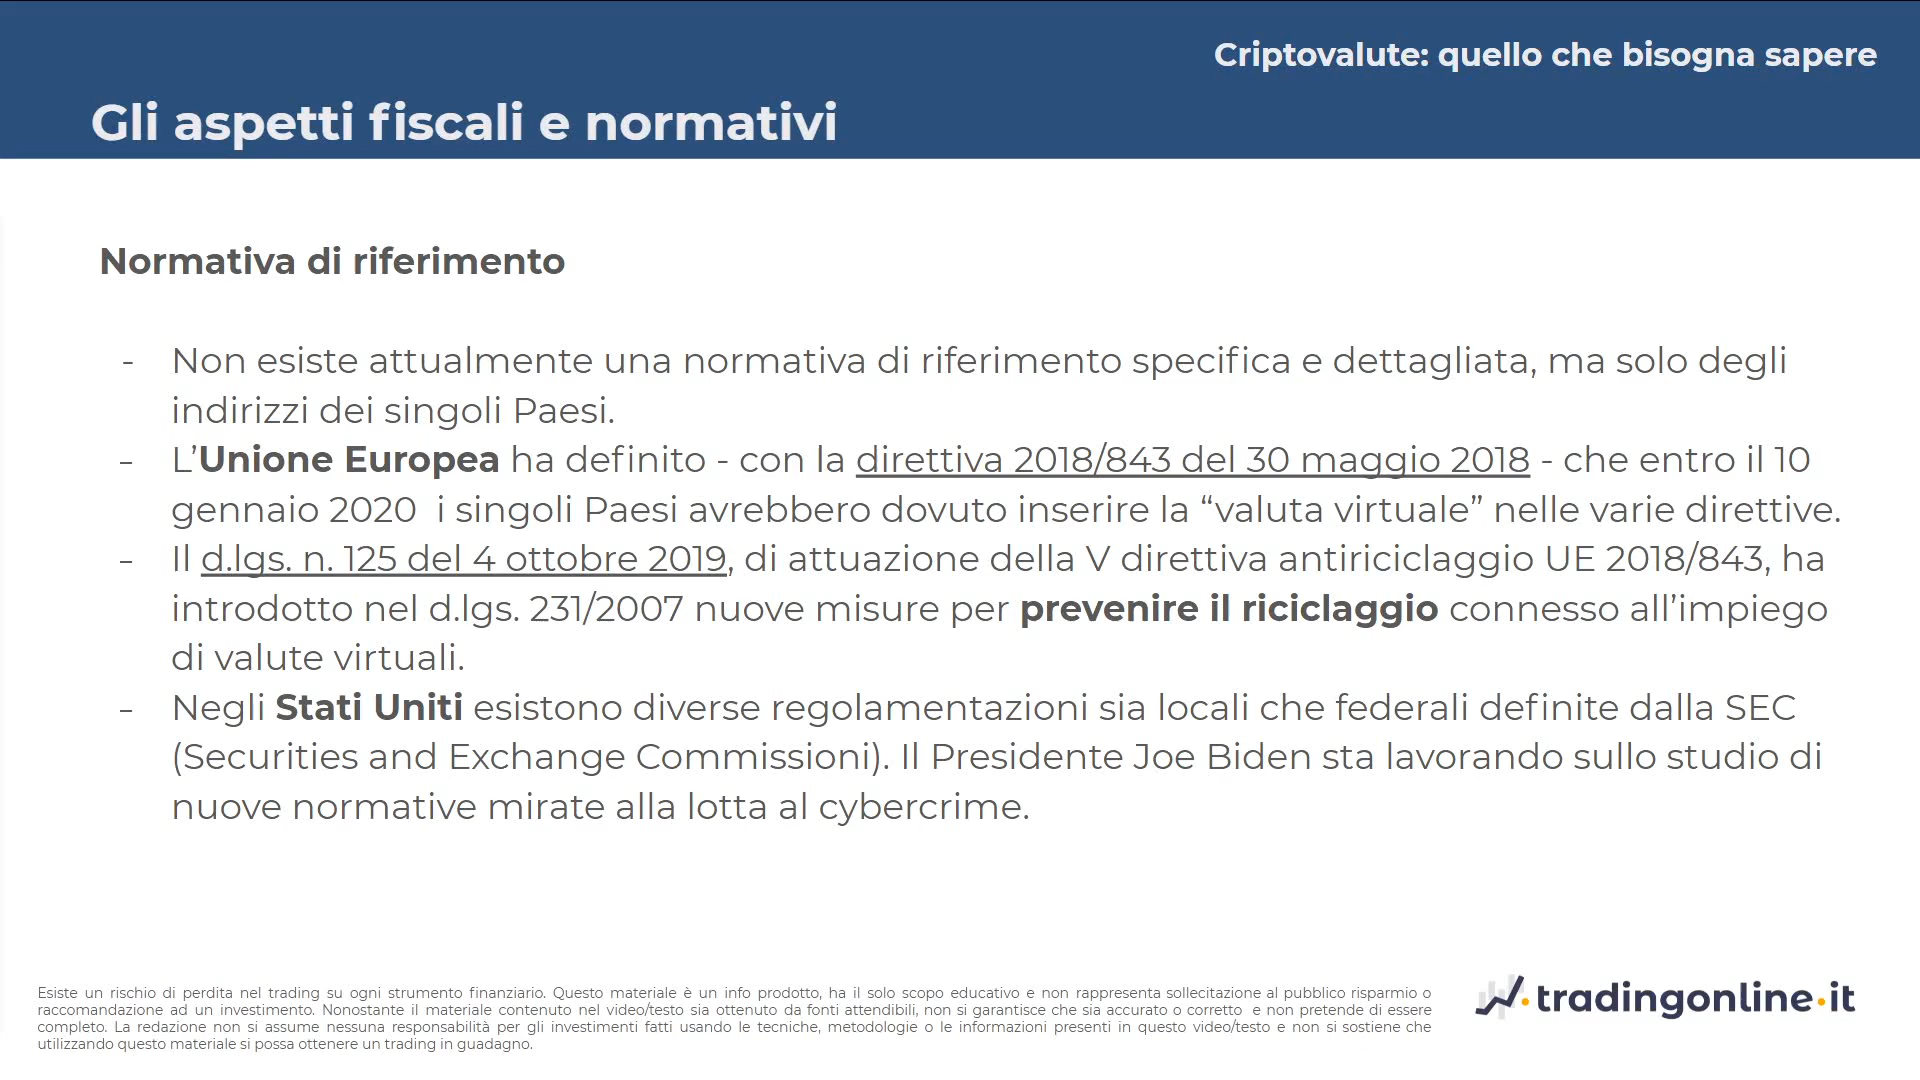 Criptovalute: quello che bisogna sapere
Gli aspetti fiscali e normativi
Normativa di riferimento
- Non esiste attualmente una normativa di riferimento specifica e dettagliata, ma solo degli
indirizzi dei singoli Paesi.
- L’Unione Europea ha definito - con la direttiva 2018/843 del 30 maggio 2018 - che entro il 10
gennaio 2020 i singoli Paesi avrebbero dovuto inserire la “valuta virtuale” nelle varie direttive.
- Il d.lgs. n. 125 del 4 ottobre 2019, di attuazione della V direttiva antiriciclaggio UE 2018/843, ha
introdotto nel d.lgs. 231/2007 nuove misure per prevenire il riciclaggio connesso all’impiego
di valute virtuali.
- Negli Stati Uniti esistono diverse regolamentazioni sia locali che federali definite dalla SEC
(Securities and Exchange Commissioni). Il Presidente Joe Biden sta lavorando sullo studio di
nuove normative mirate alla lotta al cybercrime.
Esiste un rischio di perdita nel trading su ogni strumento finanziario. Questo materiale è un info prodotto, ha il solo scopo educativo e non rappresenta sollecitazione al pubblico risparmio o
raccomandazione ad un investimento. Nonostante il materiale contenuto nel video/testo sia ottenuto da fonti attendibili, non si garantisce che sia accurato o corretto e non pretende di essere
completo. La redazione non si assume nessuna responsabilità per gli investimenti fatti usando le tecniche, metodologie o le informazioni presenti in questo video/testo e non si sostiene che
utilizzando questo materiale si possa ottenere un trading in guadagno.
tradingonline.it